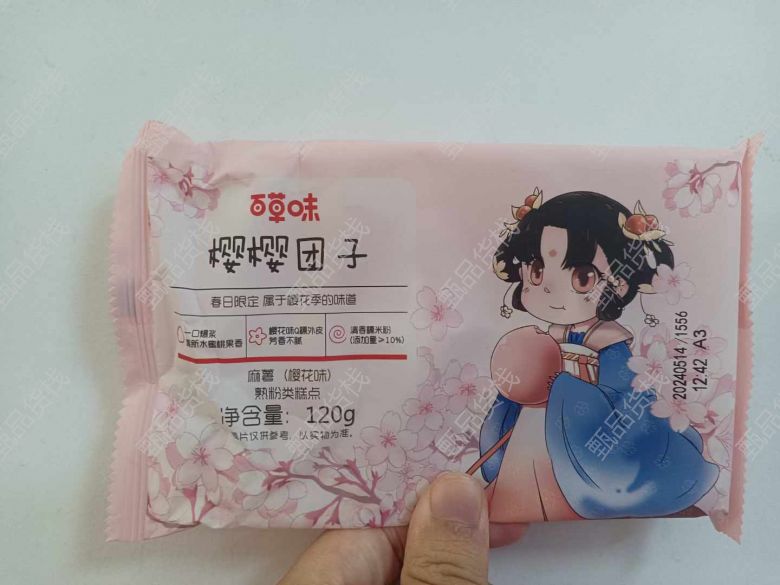 百草味
樱樱团子
春日限定 属于樱花季的味道
一口爆浆
清新水蜜桃果香
樱花味Q糯外皮
芳香不腻
清香糯米粉
(添加量≥10%)
麻薯（樱花味）
熟粉类糕点
净含量：120g
图片仅供参考，以实物为准。
20240514 /1556
12:42 A3
甄品货栈